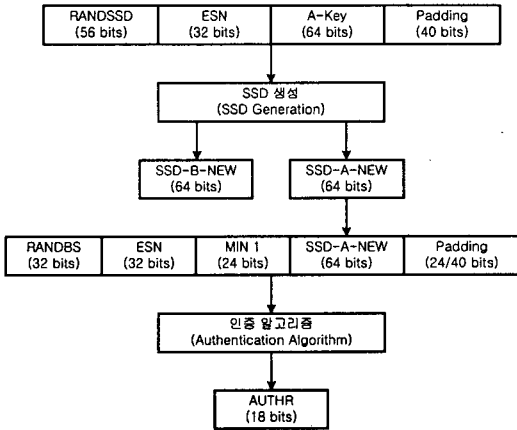 RANDSSD
(56 bits)
ESN
(32 bits)
A-Key
(64 bits)
Padding
(40 bits)
SSD 생성
(SSD Generation)
SSD-B-NEW
(64 bits)
SSD-A-NEW
(64 bits)
RANDBS
(32 bits)
ESN
(32 bits)
MIN 1
(24 bits)
SSD-A-NEW
(64 bits)
Padding
(24/40 bits)
인증 알고리즘
(Authentication Algorithm)
AUTHR
(18 bits)